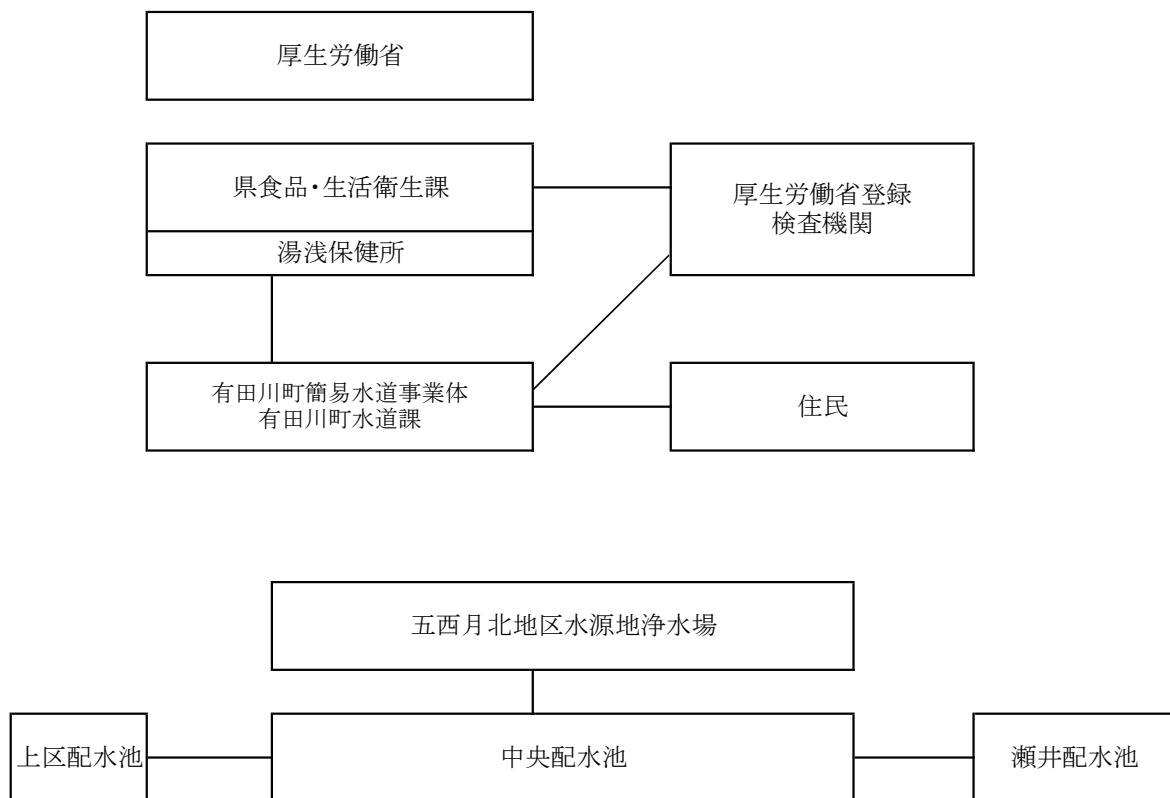 厚生労働省
県食品・生活衛生課
湯浅保健所
厚生労働省登録
検査機関
有田川町簡易水道事業体
有田川町水道課
住民
五西月北地区水源地浄水場
上区配水池
中央配水池
瀬井配水池